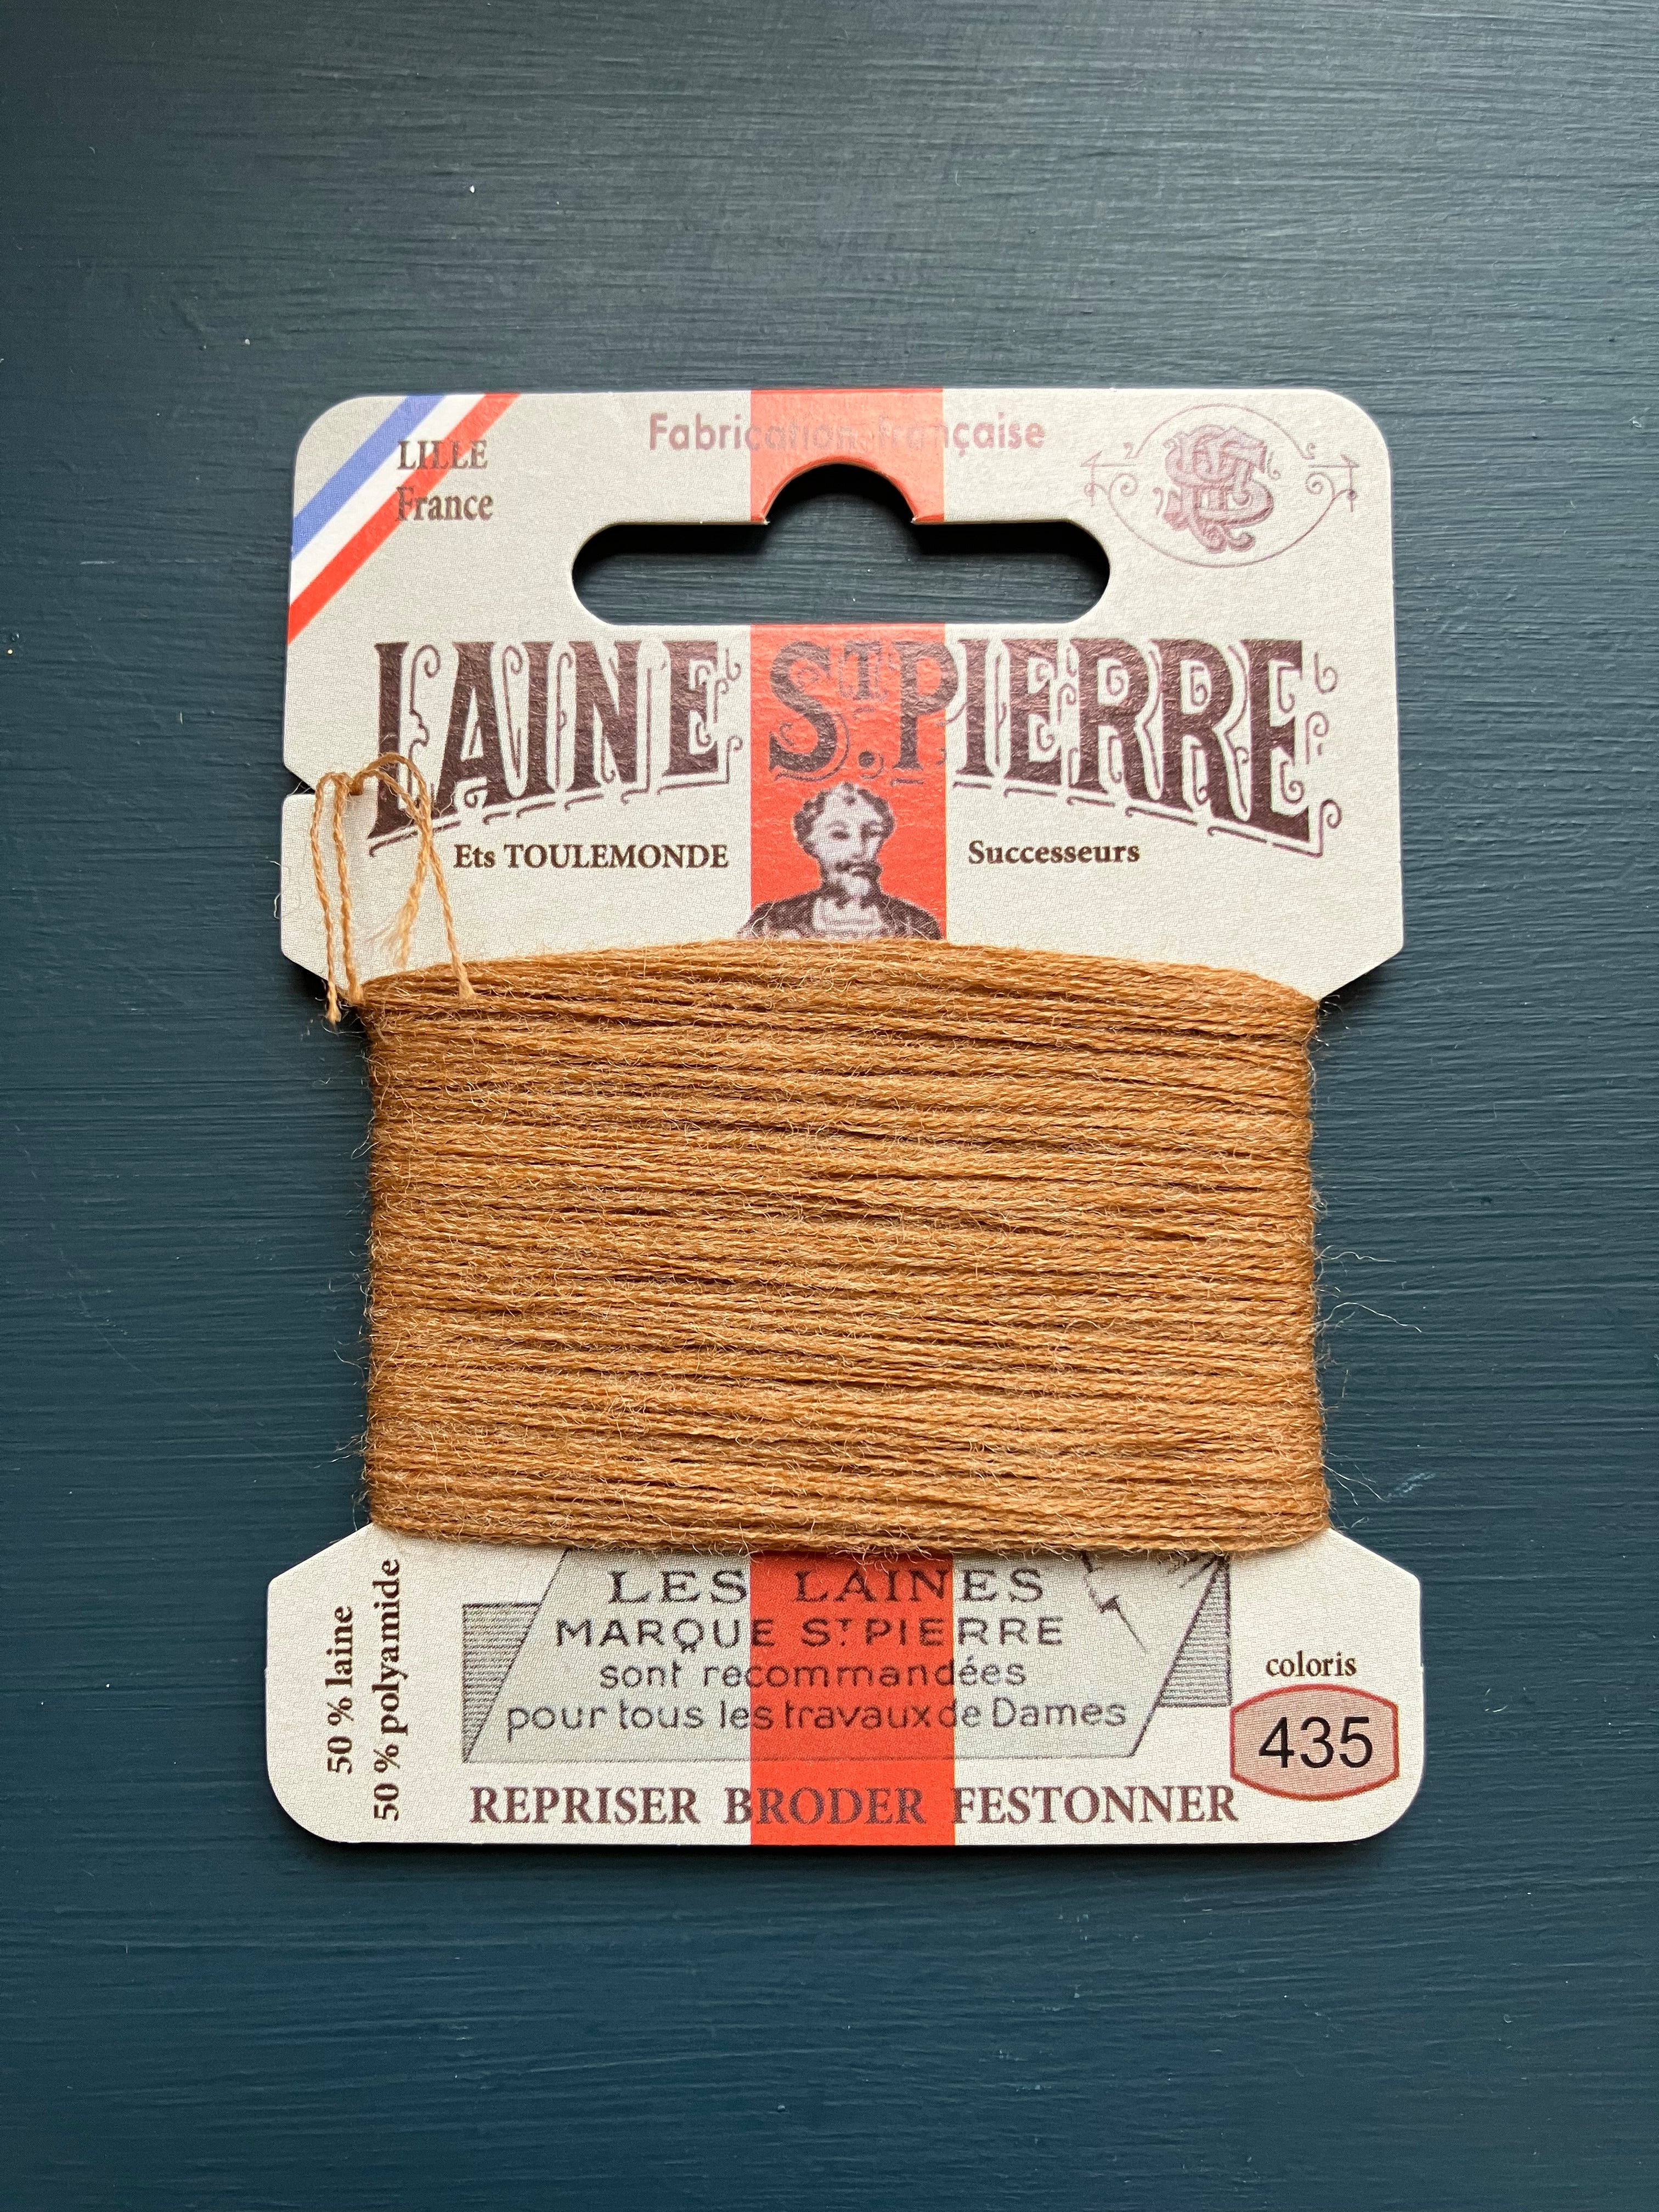 Fabrication française
LILLE
France
LAINE ST. PIERRE
Ets TOULEMONDE
Successeurs
50 % laine
50 % polyamide
LES LAINES
MARQUE ST PIERRE
sont recommandées
pour tous les travaux de Dames
coloris
435
REPRISER BRODER FESTONNER